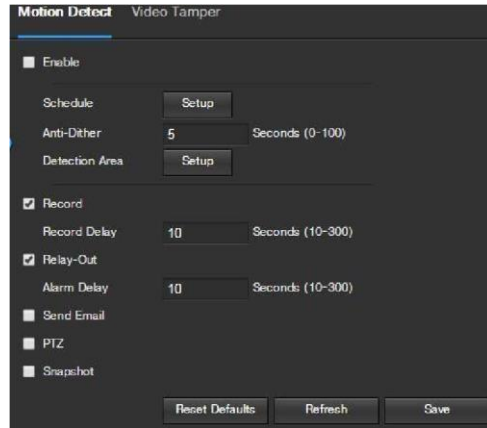 Motion Detect Video Tamper
Enable
Schedule Setup
Anti-Dither 5 Seconds (0-100)
Detection Area Setup
Record
Record Delay 10 Seconds (10-300)
Relay-Out
Alarm Delay 10 Seconds (10-300)
Send Email
PTZ
Snapshot
Reset Defaults Refresh Save